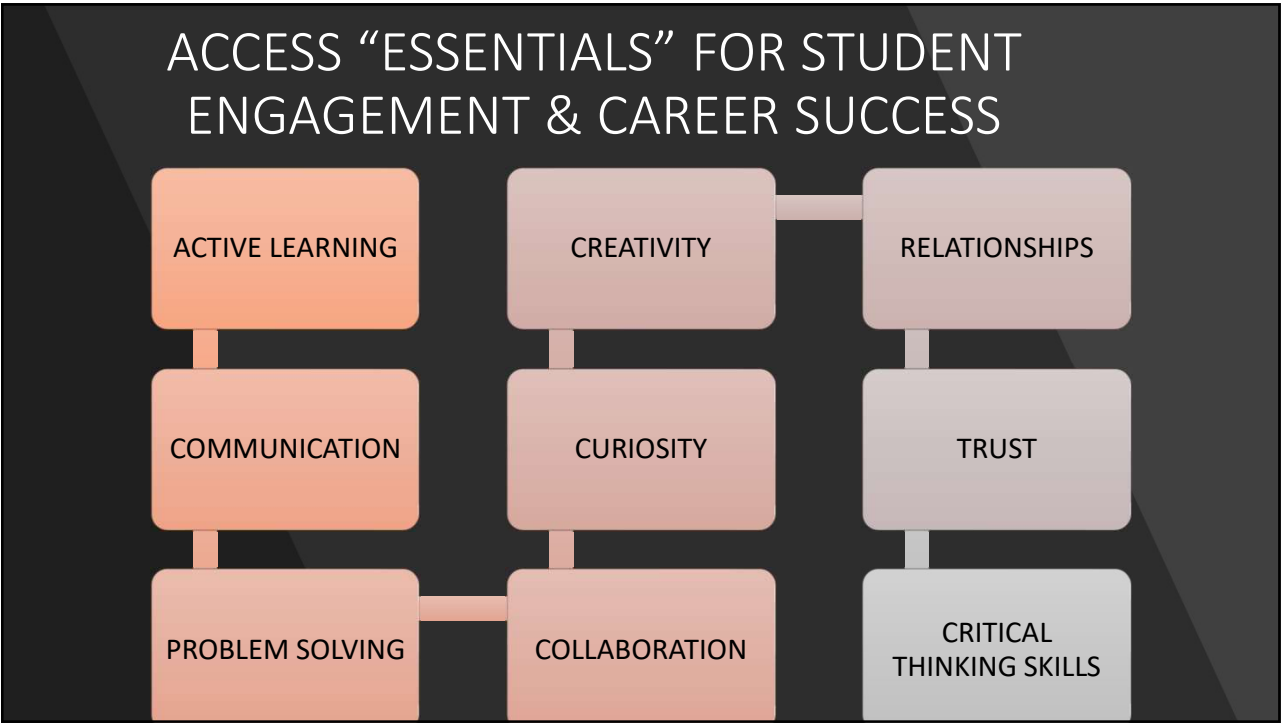 ACCESS “ESSENTIALS” FOR STUDENT
ENGAGEMENT & CAREER SUCCESS
ACTIVE LEARNING
COMMUNICATION
PROBLEM SOLVING
COLLABORATION
CURIOSITY
CREATIVITY
RELATIONSHIPS
TRUST
CRITICAL
THINKING SKILLS